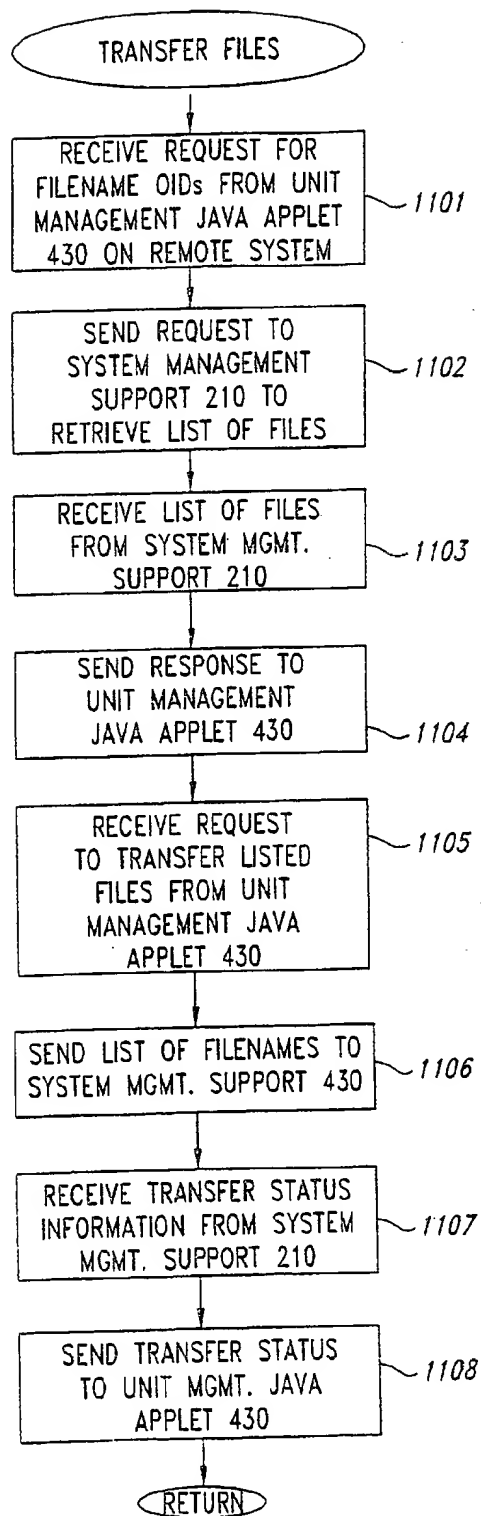 TRANSFER FILES
RECEIVE REQUEST FOR
FILENAME OIDs FROM UNIT
MANAGEMENT JAVA APPLET
430 ON REMOTE SYSTEM
1101
SEND REQUEST TO
SYSTEM MANAGEMENT
SUPPORT 210 TO
RETRIEVE LIST OF FILES
1102
RECEIVE LIST OF FILES
FROM SYSTEM MGMT.
SUPPORT 210
1103
SEND RESPONSE TO
UNIT MANAGEMENT
JAVA APPLET 430
1104
RECEIVE REQUEST
TO TRANSFER LISTED
FILES FROM UNIT
MANAGEMENT JAVA
APPLET 430
1105
SEND LIST OF FILENAMES TO
SYSTEM MGMT. SUPPORT 430
1106
RECEIVE TRANSFER STATUS
INFORMATION FROM SYSTEM
MGMT. SUPPORT 210
1107
SEND TRANSFER STATUS
TO UNIT MGMT. JAVA
APPLET 430
1108
RETURN